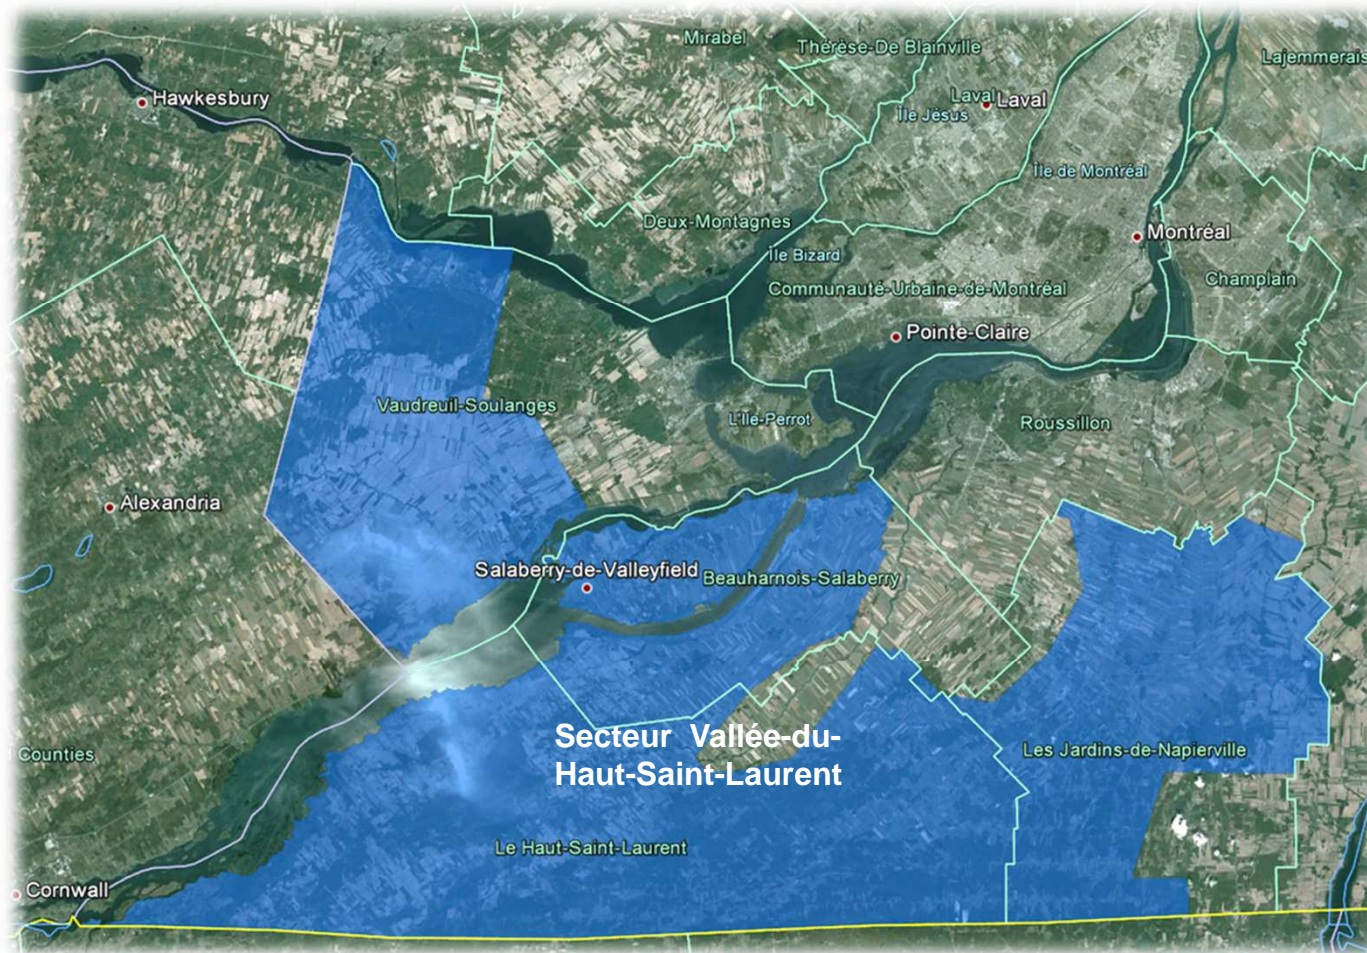 Mirabel
Thérèse-De Blainville
Lajemmerais
Hawkesbury
Laval
Laval
Île Jésus
Île de Montréal
Deux-Montagnes
Montréal
Île Bizard
Champlain
Communauté-Urbaine-de-Montréal
Pointe-Claire
Vaudreuil-Soulanges
L'Ile-Perrot
Roussillon
Alexandria
Salaberry-de-Valleyfield
Beauharnois-Salaberry
Secteur Vallée-du-
Haut-Saint-Laurent
Counties
Les Jardins-de-Napierville
Le Haut-Saint-Laurent
Cornwall